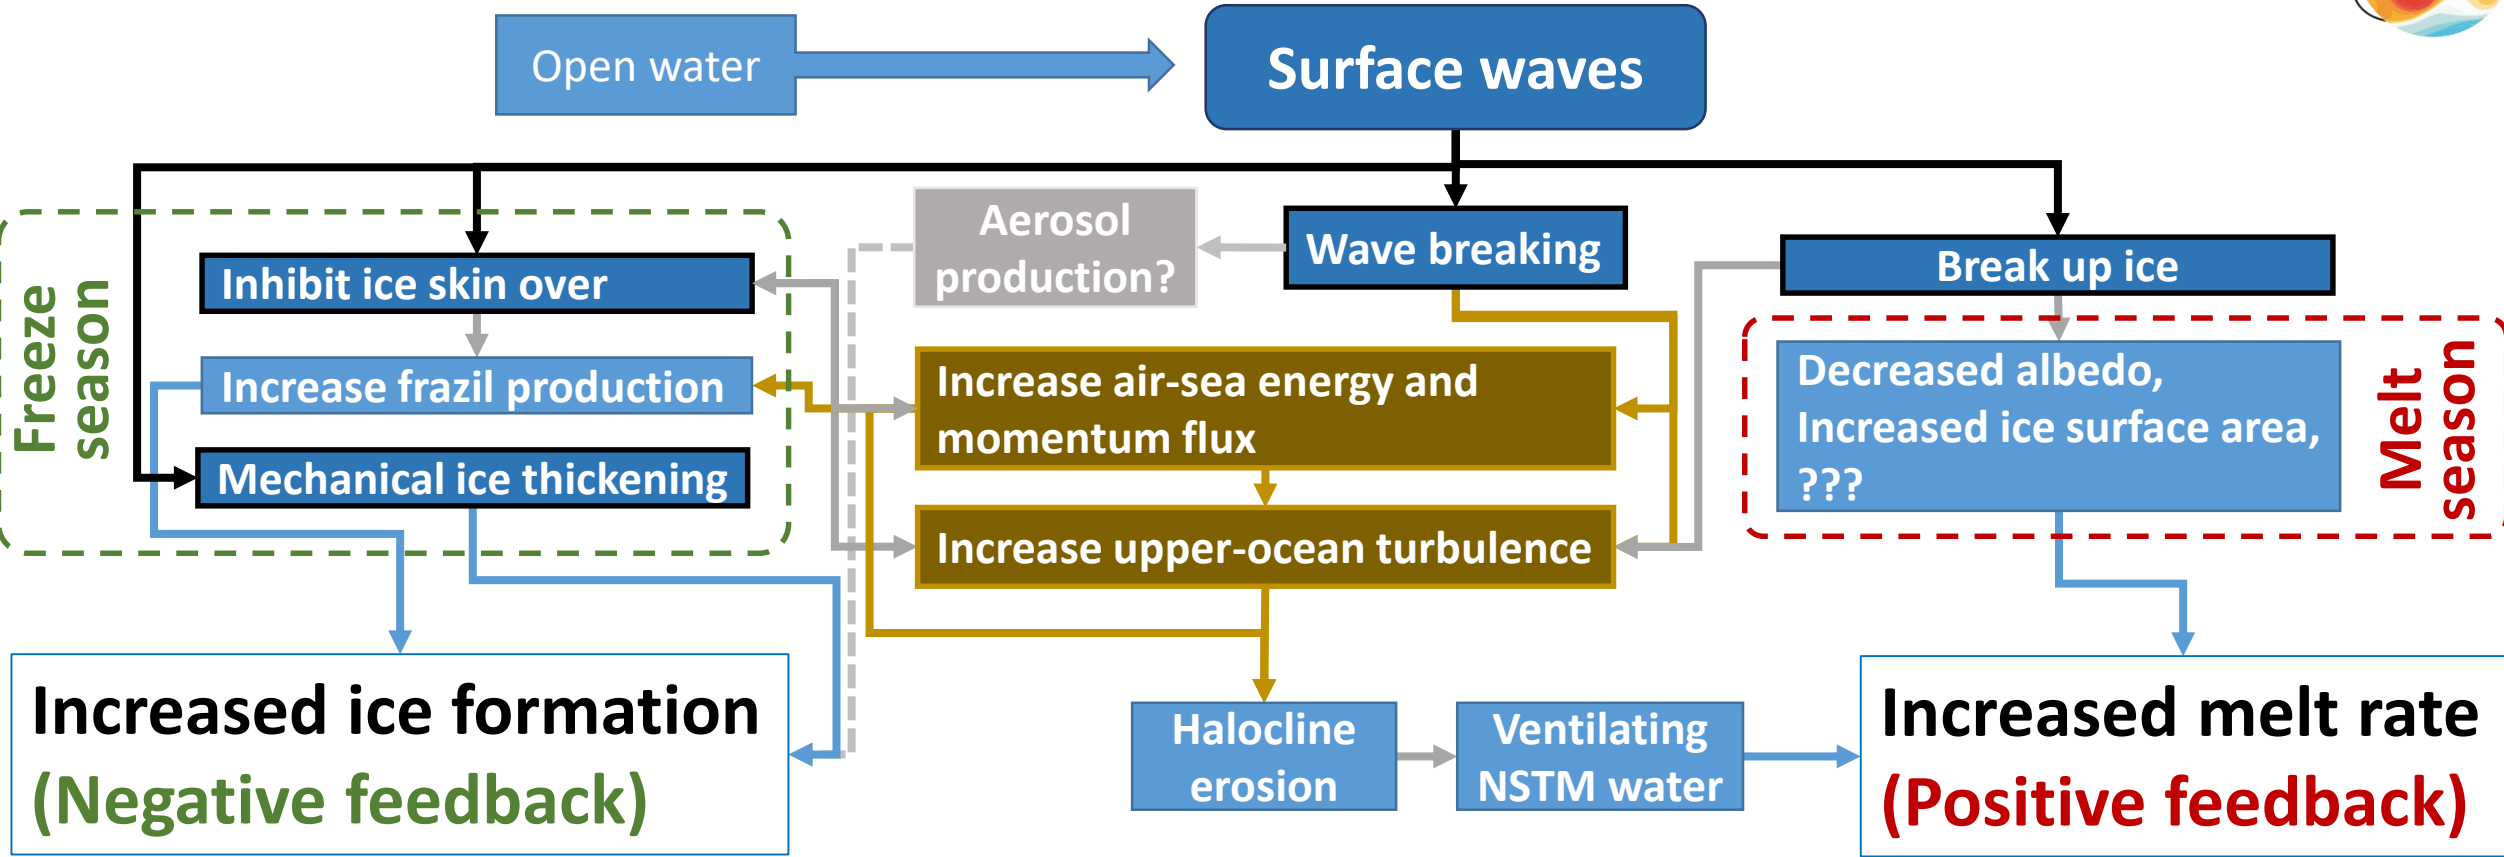 Open water
Surface waves
Aerosol
production?
Wave breaking
Break up ice
Freeze
season
Inhibit ice skin over
Increase frazil production
Mechanical ice thickening
Increase air-sea energy and
momentum flux
Increase upper-ocean turbulence
Decreased albedo,
Increased ice surface area,
???
Melt
season
Increased ice formation
(Negative feedback)
Halocline
erosion
Ventilating
NSTM water
Increased melt rate
(Positive feedback)